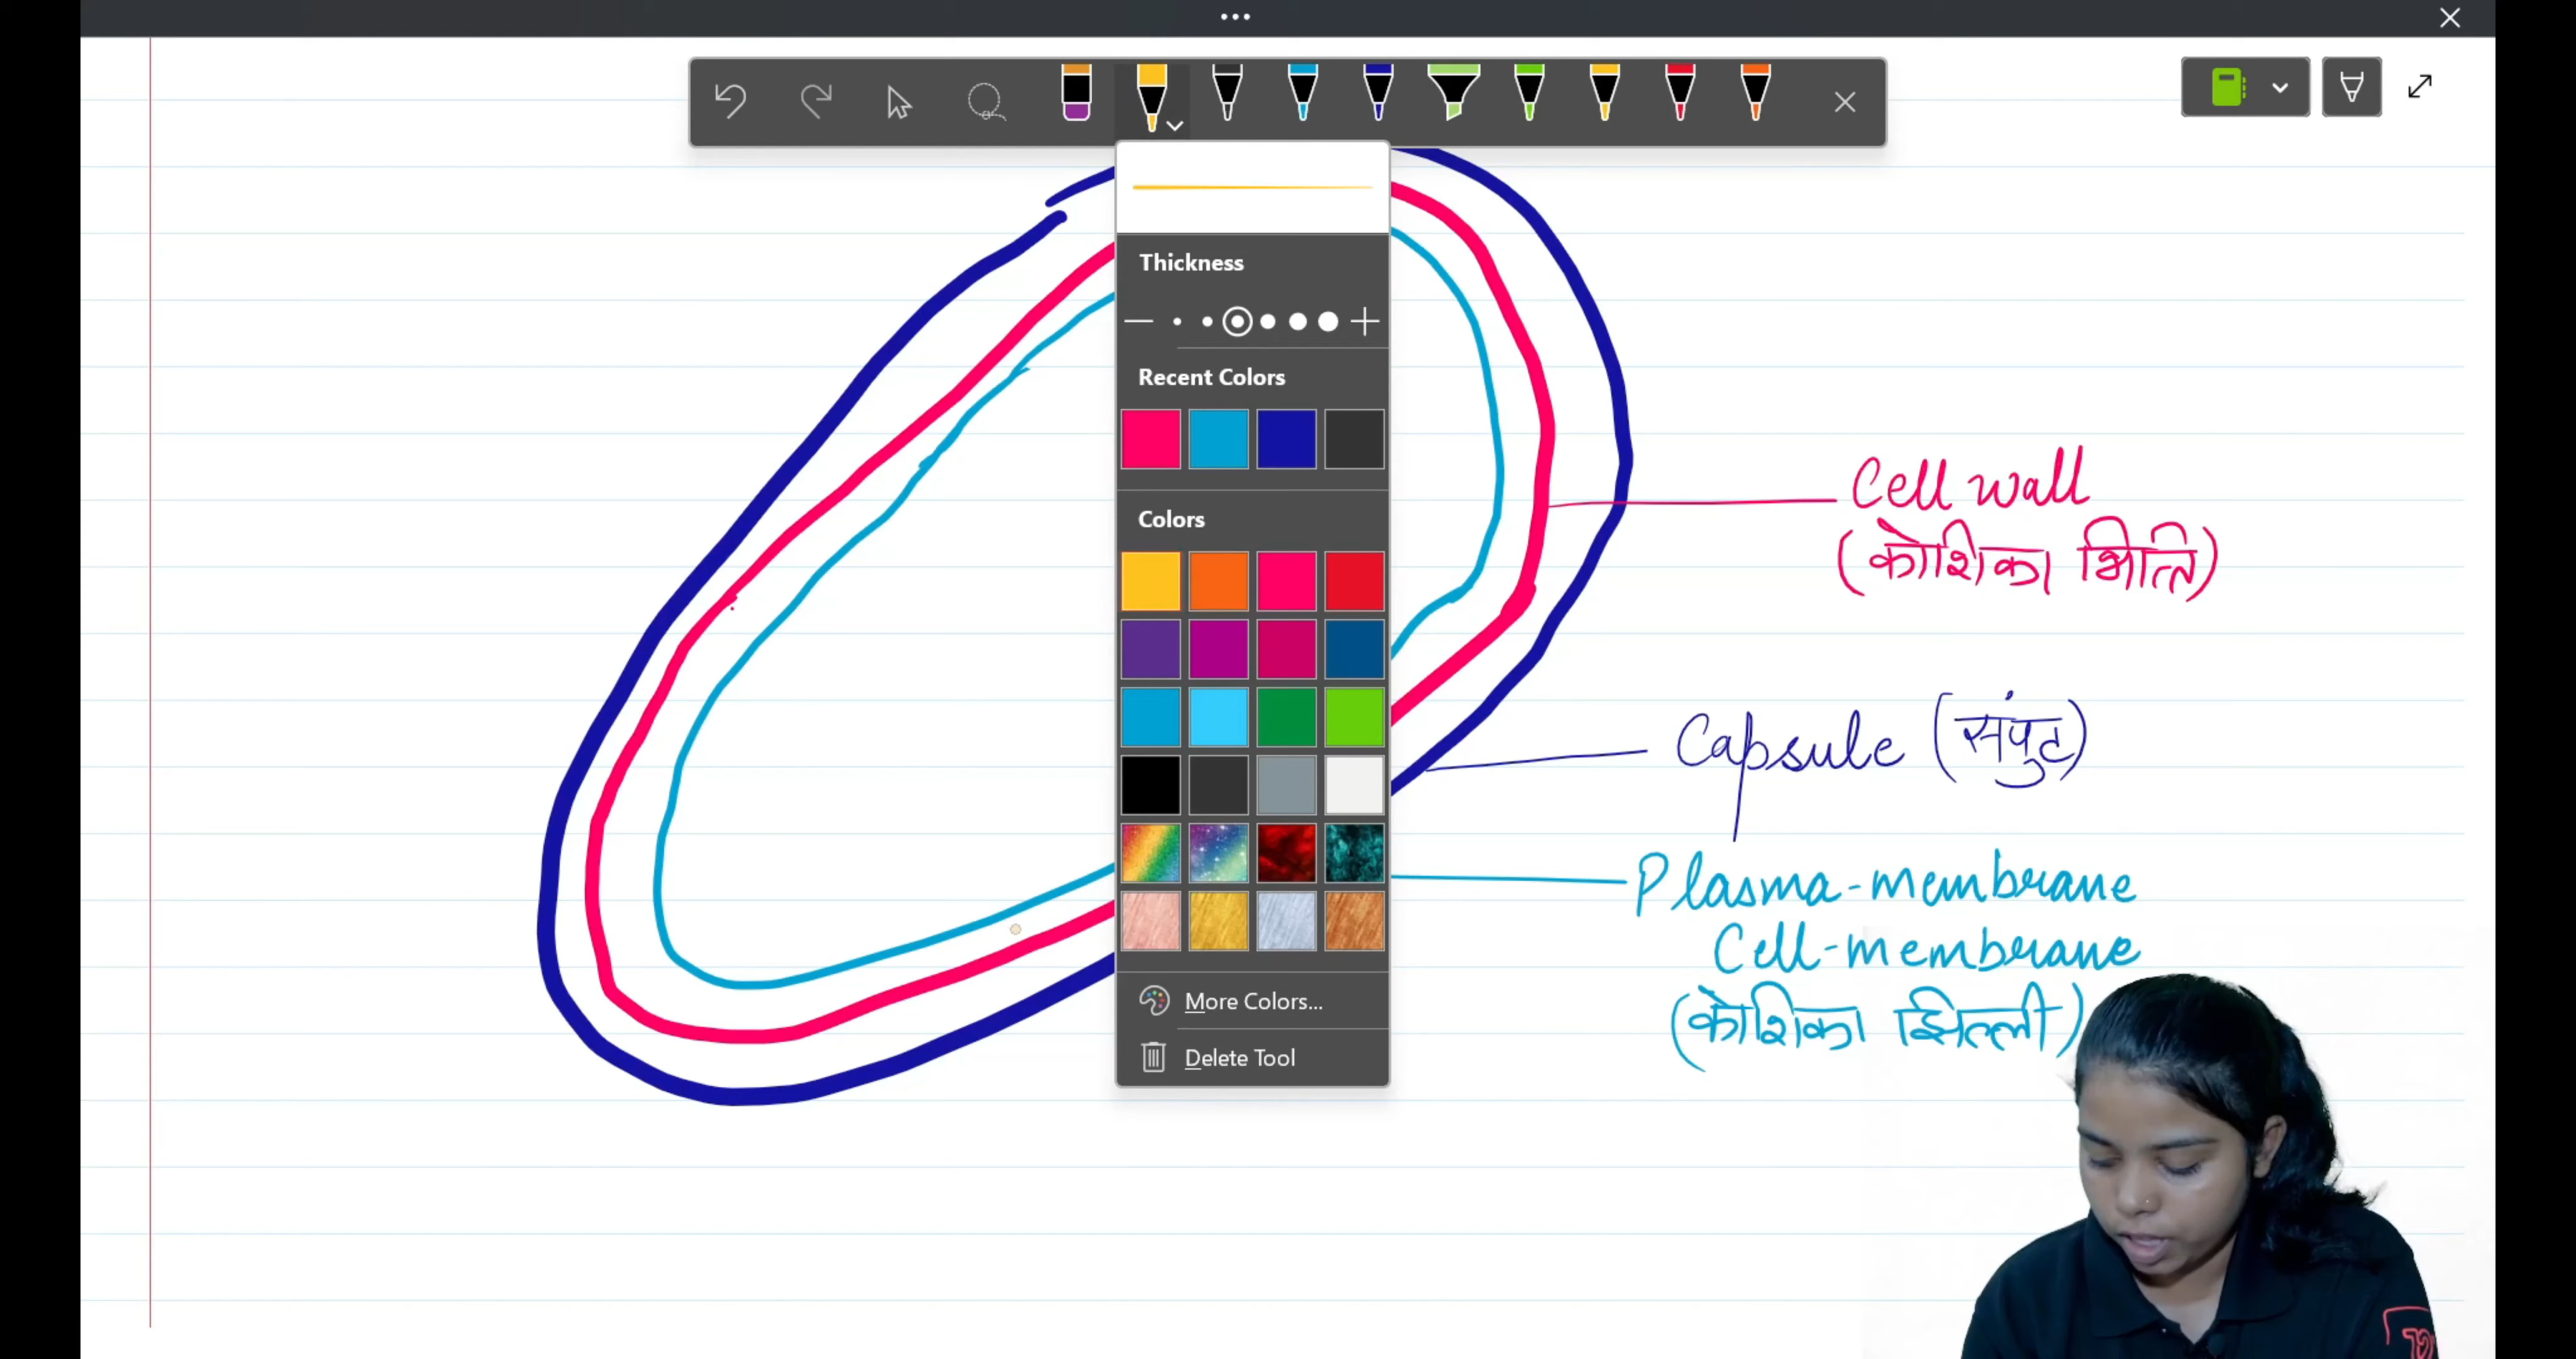 Thickness
Recent Colors
Colors
More Colors...
Delete Tool
Cell wall
(कोशिका भित्ति)
Capsule (संपुट)
Plasma-membrane
Cell-membrane
(कोशिका झिल्ली)